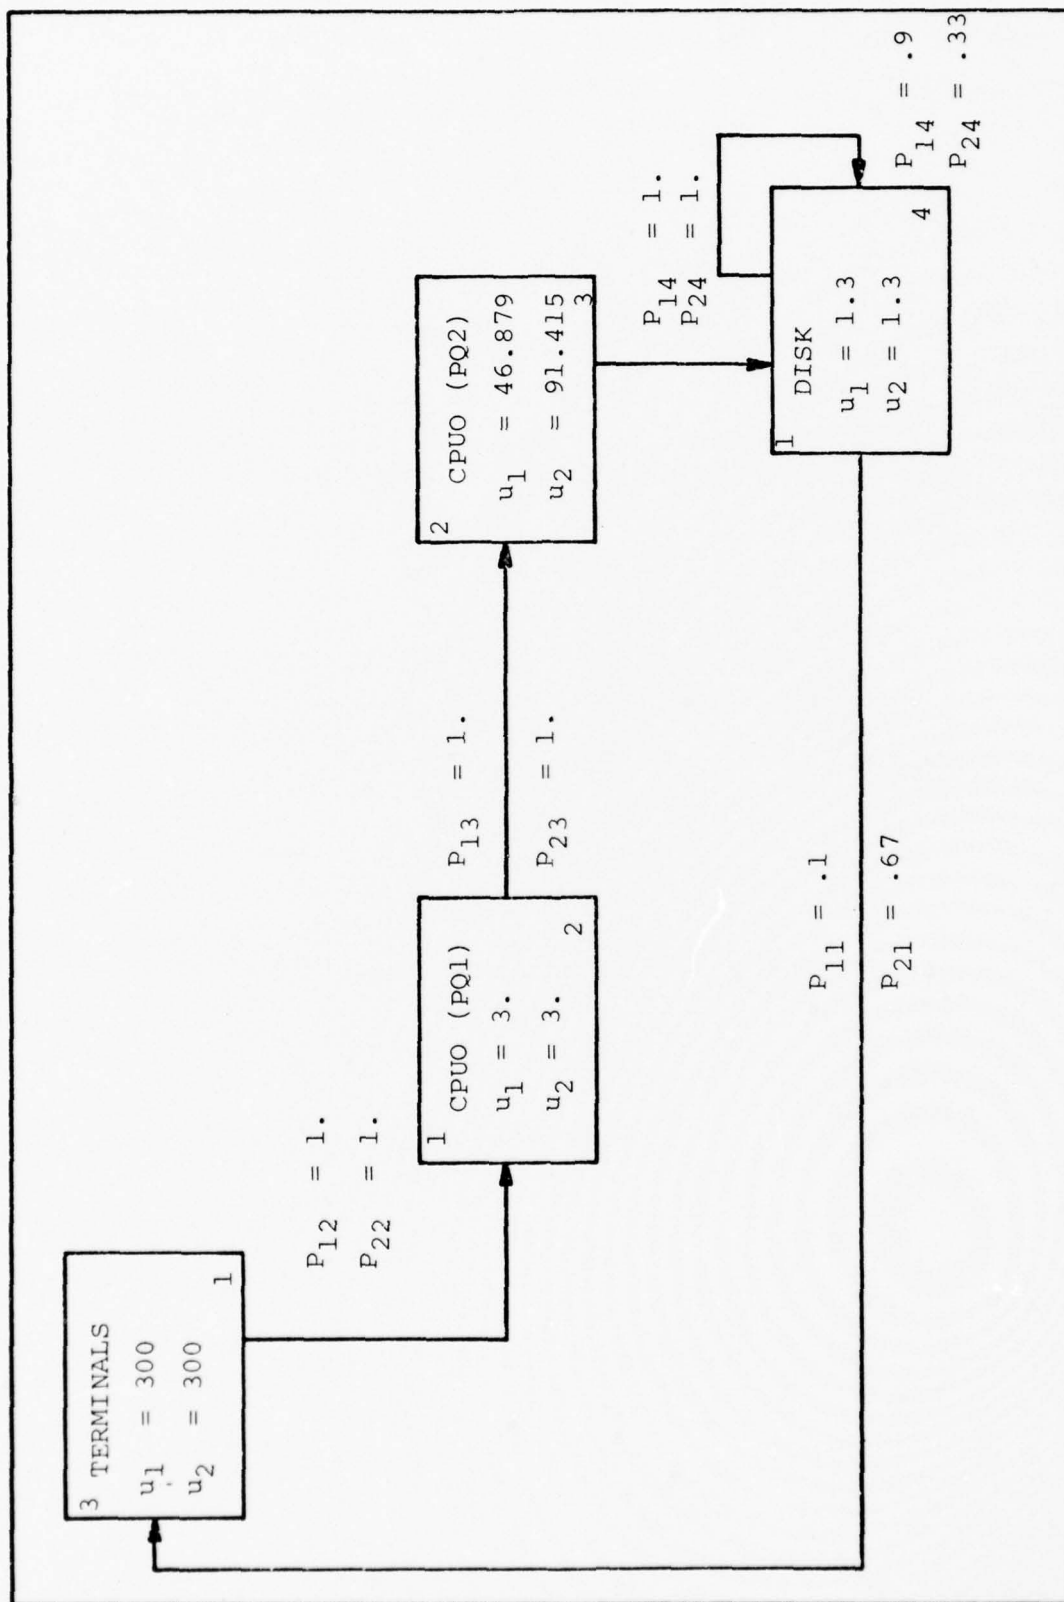 3 TERMINALS
u1 = 300
u2 = 300
1
P12 = 1.
P22 = 1.
1
CPUO (PQ1)
u1 = 3.
u2 = 3.
2
P13 = 1.
P23 = 1.
2
CPUO (PQ2)
u1 = 46.879
u2 = 91.415
3
P14 = 1.
P24 = 1.
1
DISK
u1 = 1.3
u2 = 1.3
4
P14 = .9
P24 = .33
P11 = .1
P21 = .67